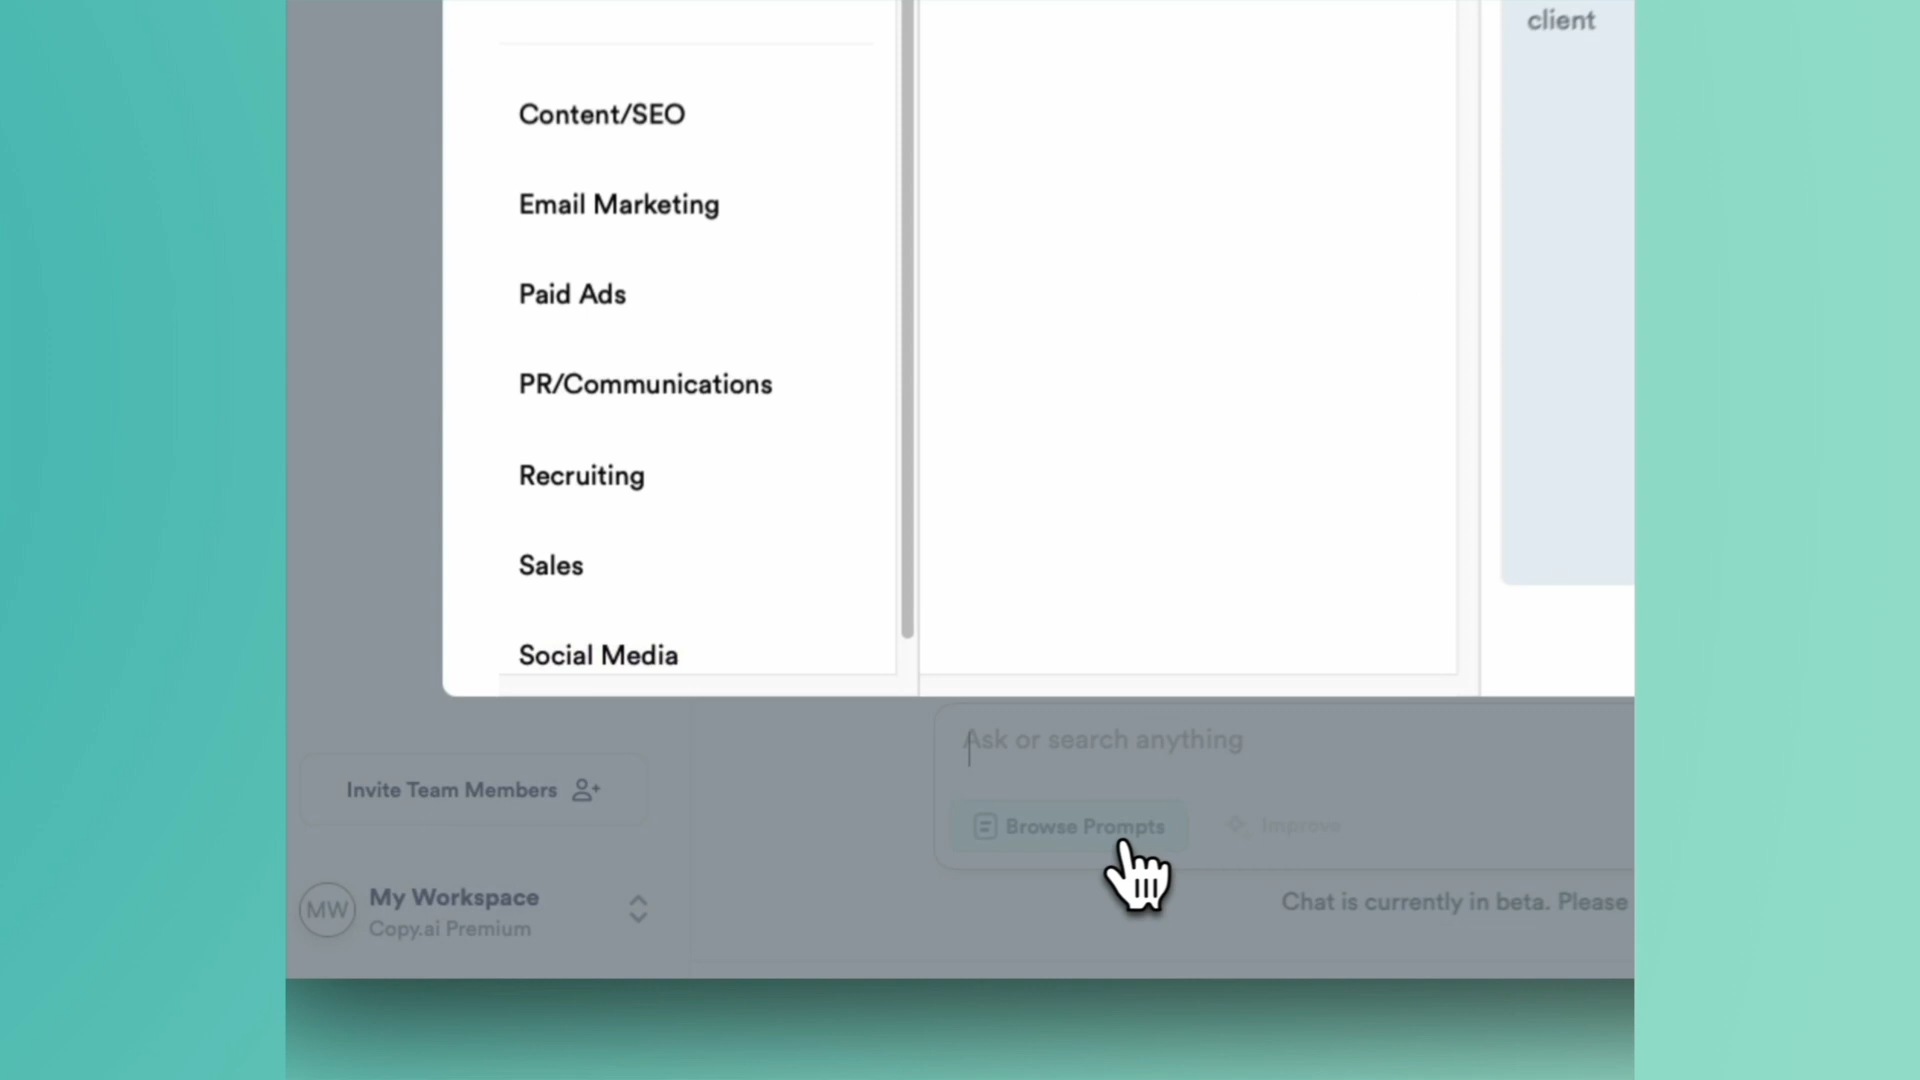 client
Content/SEO
Email Marketing
Paid Ads
PR/Communications
Recruiting
Sales
Social Media
Ask or search anything
Invite Team Members
Browse Prompts
Improve
MW
My Workspace
Copy.ai Premium
Chat is currently in beta. Please